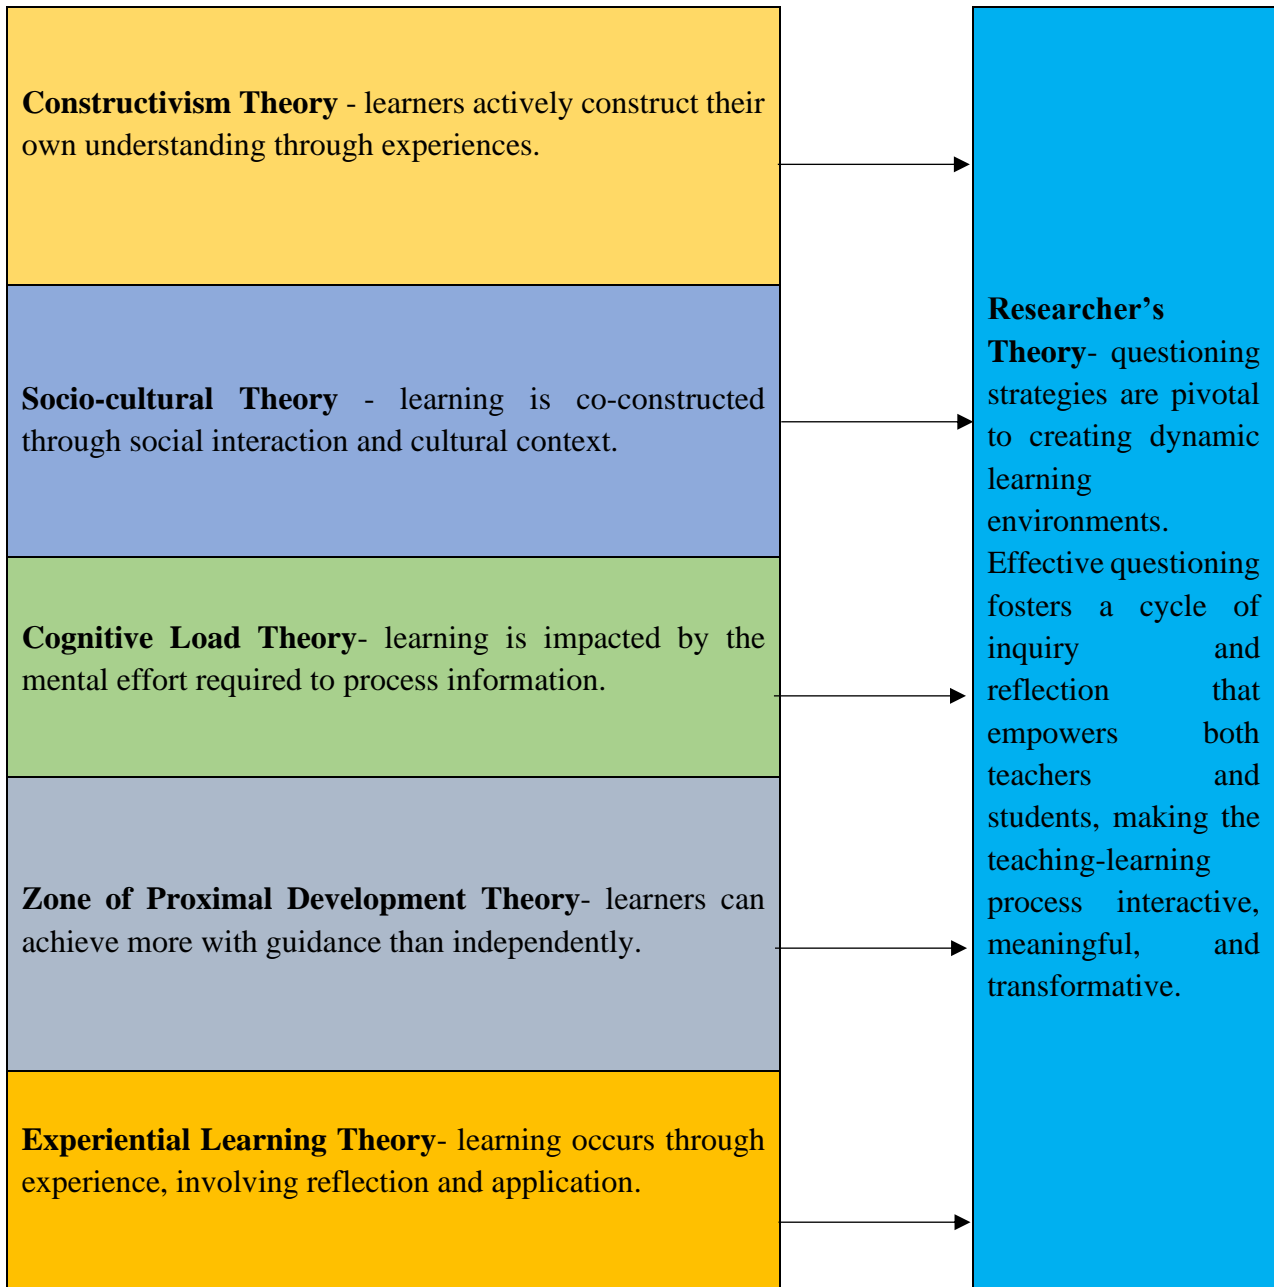 Constructivism Theory - learners actively construct their
own understanding through experiences.
Socio-cultural Theory - learning is co-constructed
through social interaction and cultural context.
Cognitive Load Theory- learning is impacted by the
mental effort required to process information.
Zone of Proximal Development Theory- learners can
achieve more with guidance than independently.
Experiential Learning Theory- learning occurs through
experience, involving reflection and application.
Researcher’s
Theory- questioning
strategies are pivotal
to creating dynamic
learning
environments.
Effective questioning
fosters a cycle of
inquiry and
reflection that
empowers both
teachers and
students, making the
teaching-learning
process interactive,
meaningful, and
transformative.